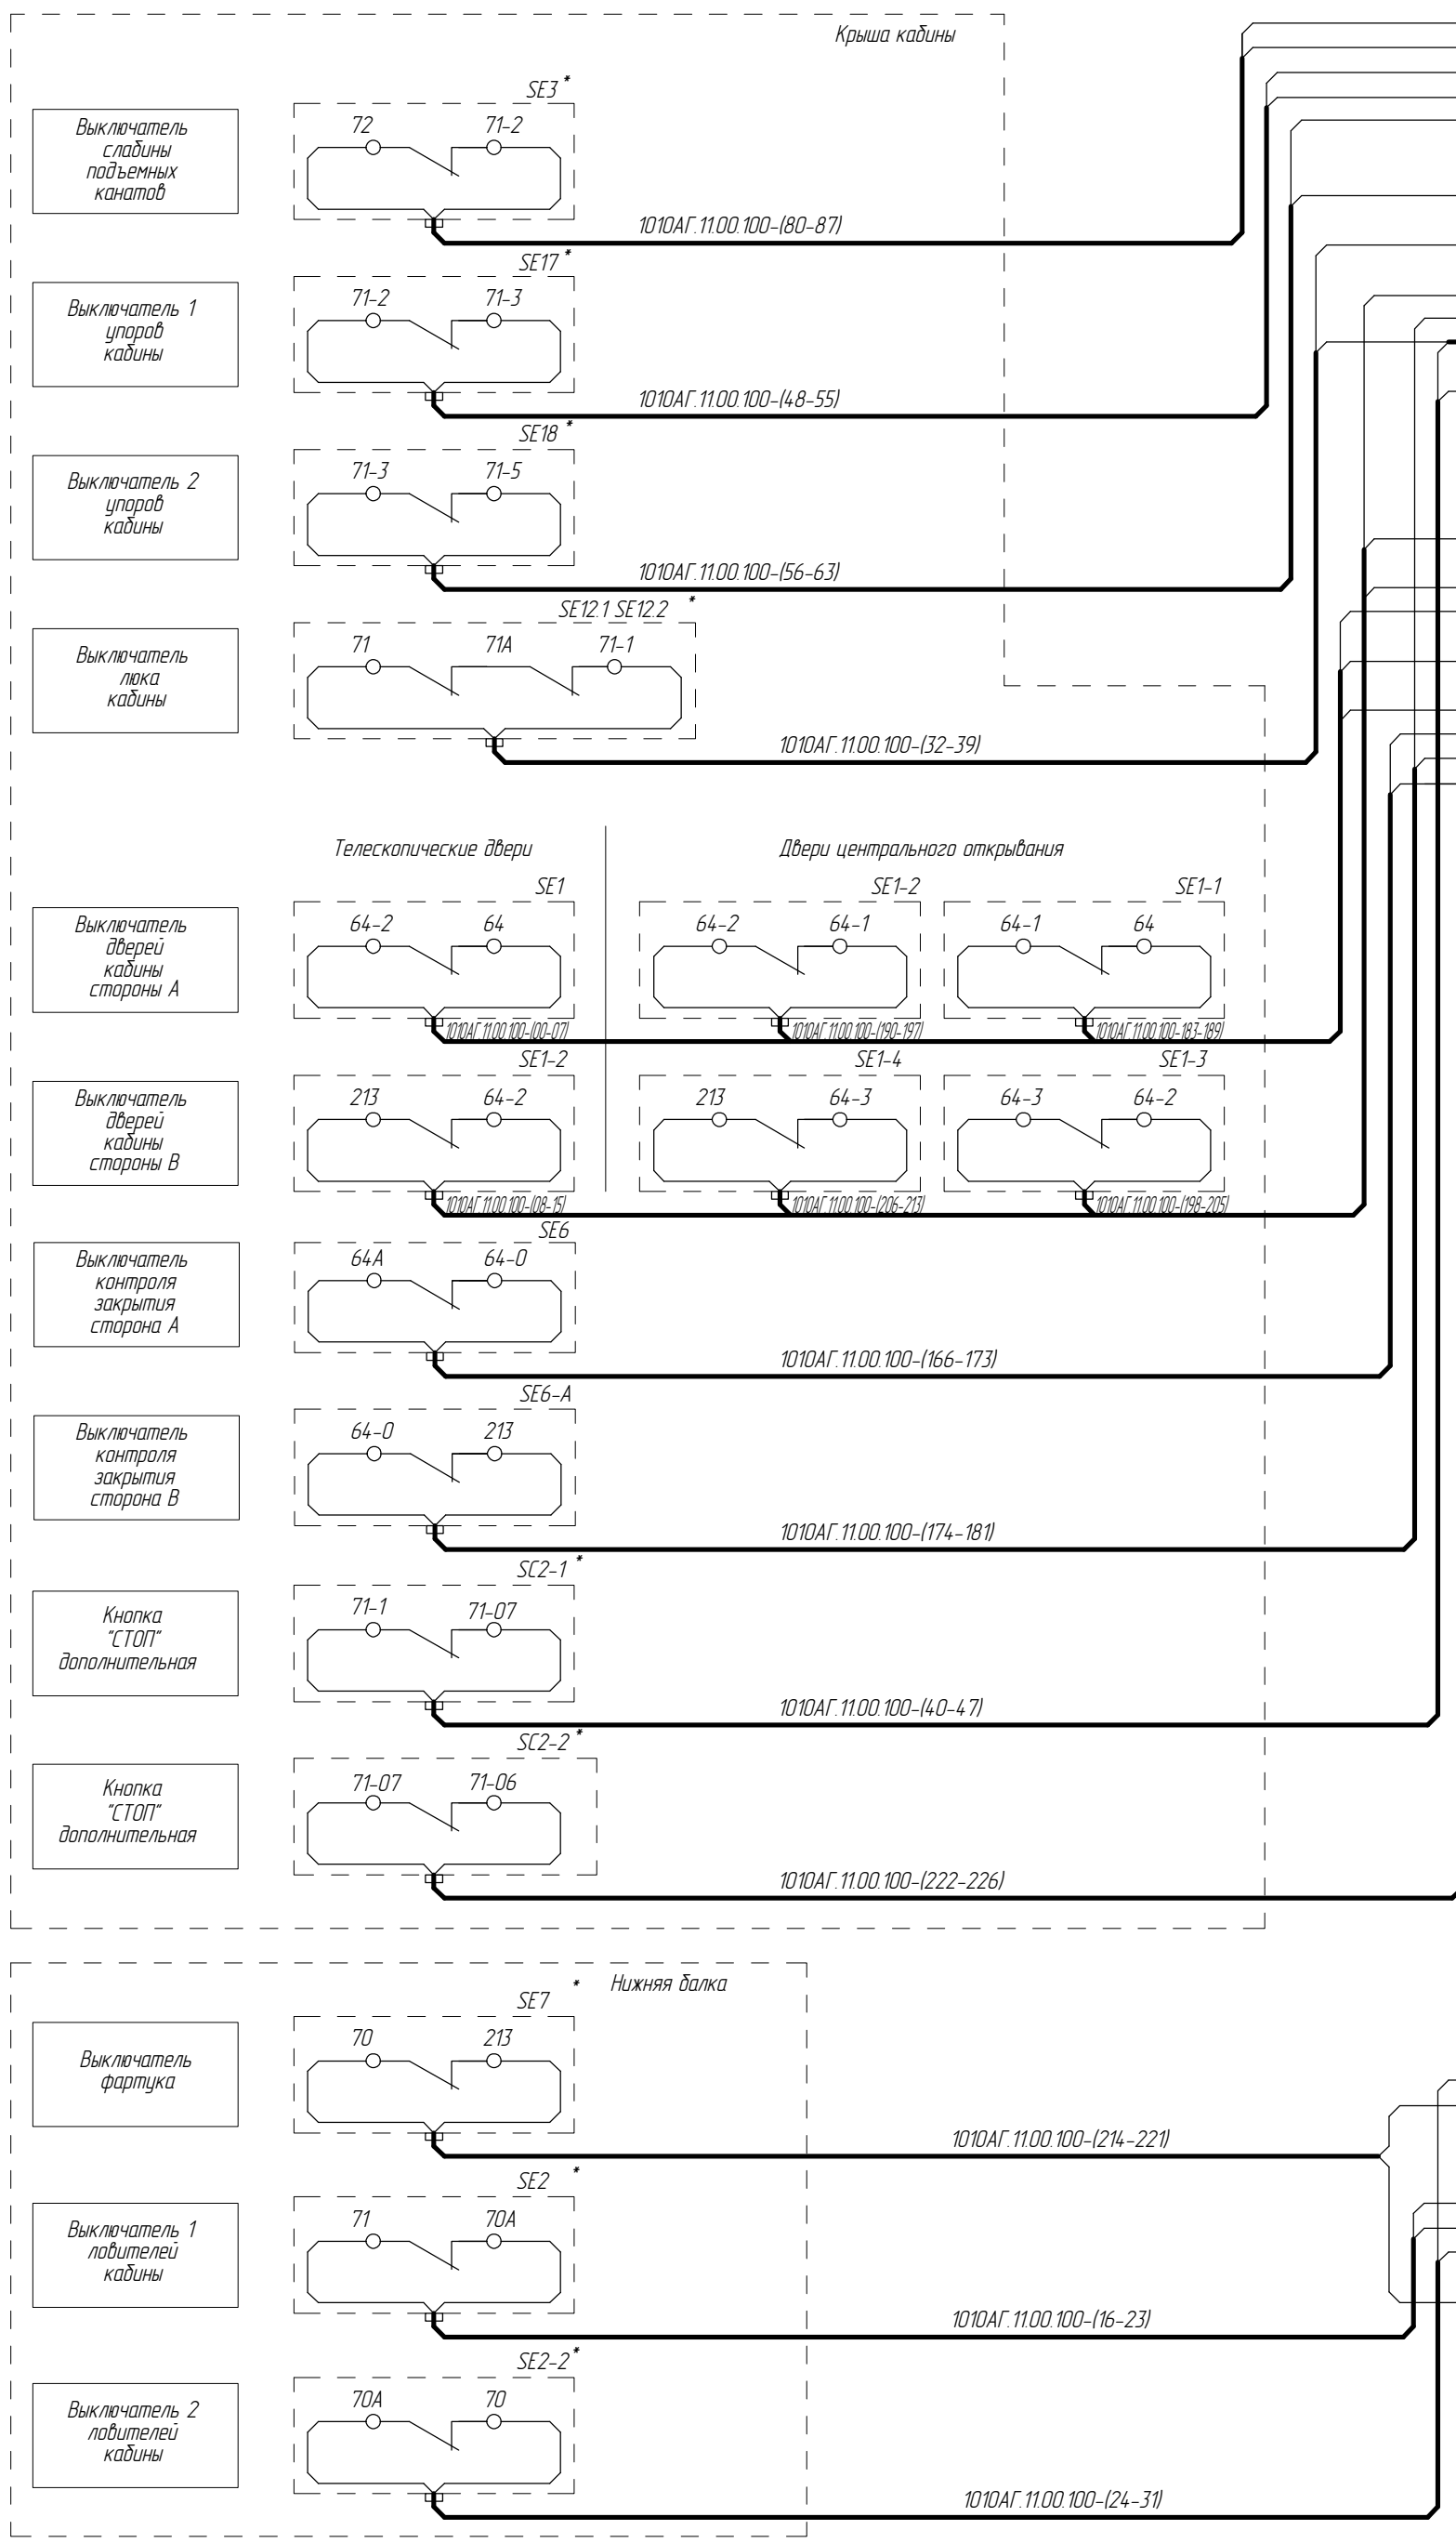 Крыша кабины
SE3 *
Выключатель
слабины
подъемных
канатов
72 71-2
1010АГ.11.00.100-(80-87)
SE17 *
Выключатель 1
упоров
кабины
71-2 71-3
1010АГ.11.00.100-(48-55)
SE18 *
Выключатель 2
упоров
кабины
71-3 71-5
1010АГ.11.00.100-(56-63)
SE12.1 SE12.2 *
Выключатель
люка
кабины
71 71A 71-1
1010АГ.11.00.100-(32-39)
Телескопические двери
Двери центрального открывания
SE1 SE1-2 SE1-1
Выключатель
дверей
кабины
стороны А
64-2 64 64-2 64-1 64-1 64
1010АГ.11.00.100-(00-07) 1010АГ.11.00.100-(190-197) 1010АГ.11.00.100-183-189)
SE1-2 SE1-4 SE1-3
Выключатель
дверей
кабины
стороны В
213 64-2 213 64-3 64-3 64-2
1010АГ.11.00.100-(08-15) 1010АГ.11.00.100-(206-213) 1010АГ.11.00.100-(198-205)
SE6
Выключатель
контроля
закрытия
сторона А
64A 64-0
1010АГ.11.00.100-(166-173)
SE6-A
Выключатель
контроля
закрытия
сторона В
64-0 213
1010АГ.11.00.100-(174-181)
SC2-1 *
Кнопка
"СТОП"
дополнительная
71-1 71-07
1010АГ.11.00.100-(40-47)
SC2-2 *
Кнопка
"СТОП"
дополнительная
71-07 71-06
1010АГ.11.00.100-(222-226)
* Нижняя балка
SE7
Выключатель
фартука
70 213
1010АГ.11.00.100-(214-221)
SE2 *
Выключатель 1
ловителей
кабины
71 70A
1010АГ.11.00.100-(16-23)
SE2-2 *
Выключатель 2
ловителей
кабины
70A 70
1010АГ.11.00.100-(24-31)